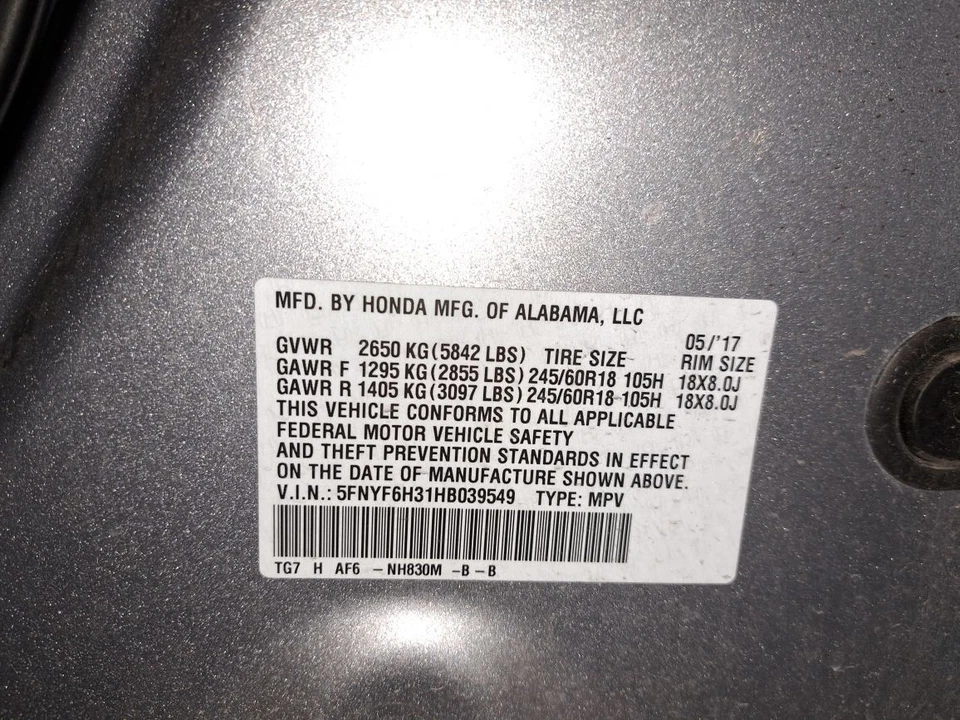 MFD. BY HONDA MFG. OF ALABAMA, LLC
05/'17
GVWR 2650 KG(5842 LBS) TIRE SIZE RIM SIZE
GAWR F 1295 KG(2855 LBS)245/60R18 105H 18X8.0J
GAWR R 1405 KG(3097 LBS)245/60R18 105H 18X8.0J
THIS VEHICLE CONFORMS TO ALL APPLICABLE
FEDERAL MOTOR VEHICLE SAFETY
AND THEFT PREVENTION STANDARDS IN EFFECT
ON THE DATE OF MANUFACTURE SHOWN ABOVE.
V.I.N.: 5FNYF6H31HB039549 TYPE: MPV
TG7 H AF6 -NH830M -B-B